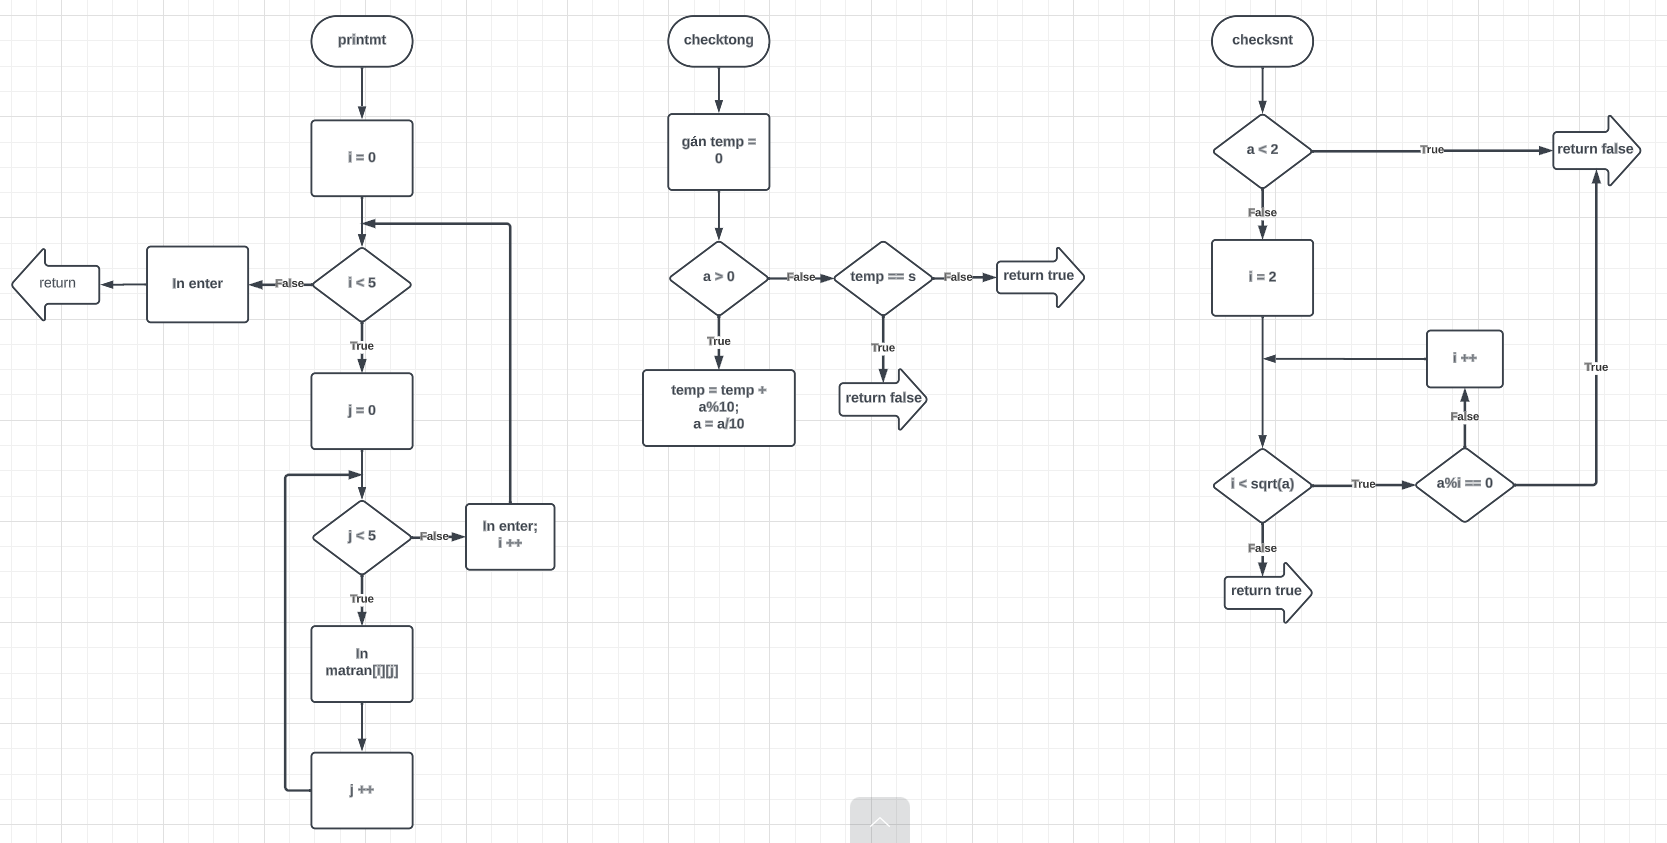 printmt
i = 0
i < 5
False
In enter
return
True
j = 0
j < 5
False
In enter;
i ++
True
In
matran[i][j]
j ++
checktong
gán temp =
0
a > 0
False
temp == s
False
return true
True
temp = temp +
a%10;
a = a/10
True
return false
checksnt
a < 2
True
return false
False
i = 2
i ++
False
True
i < sqrt(a)
True
a%i == 0
False
return true